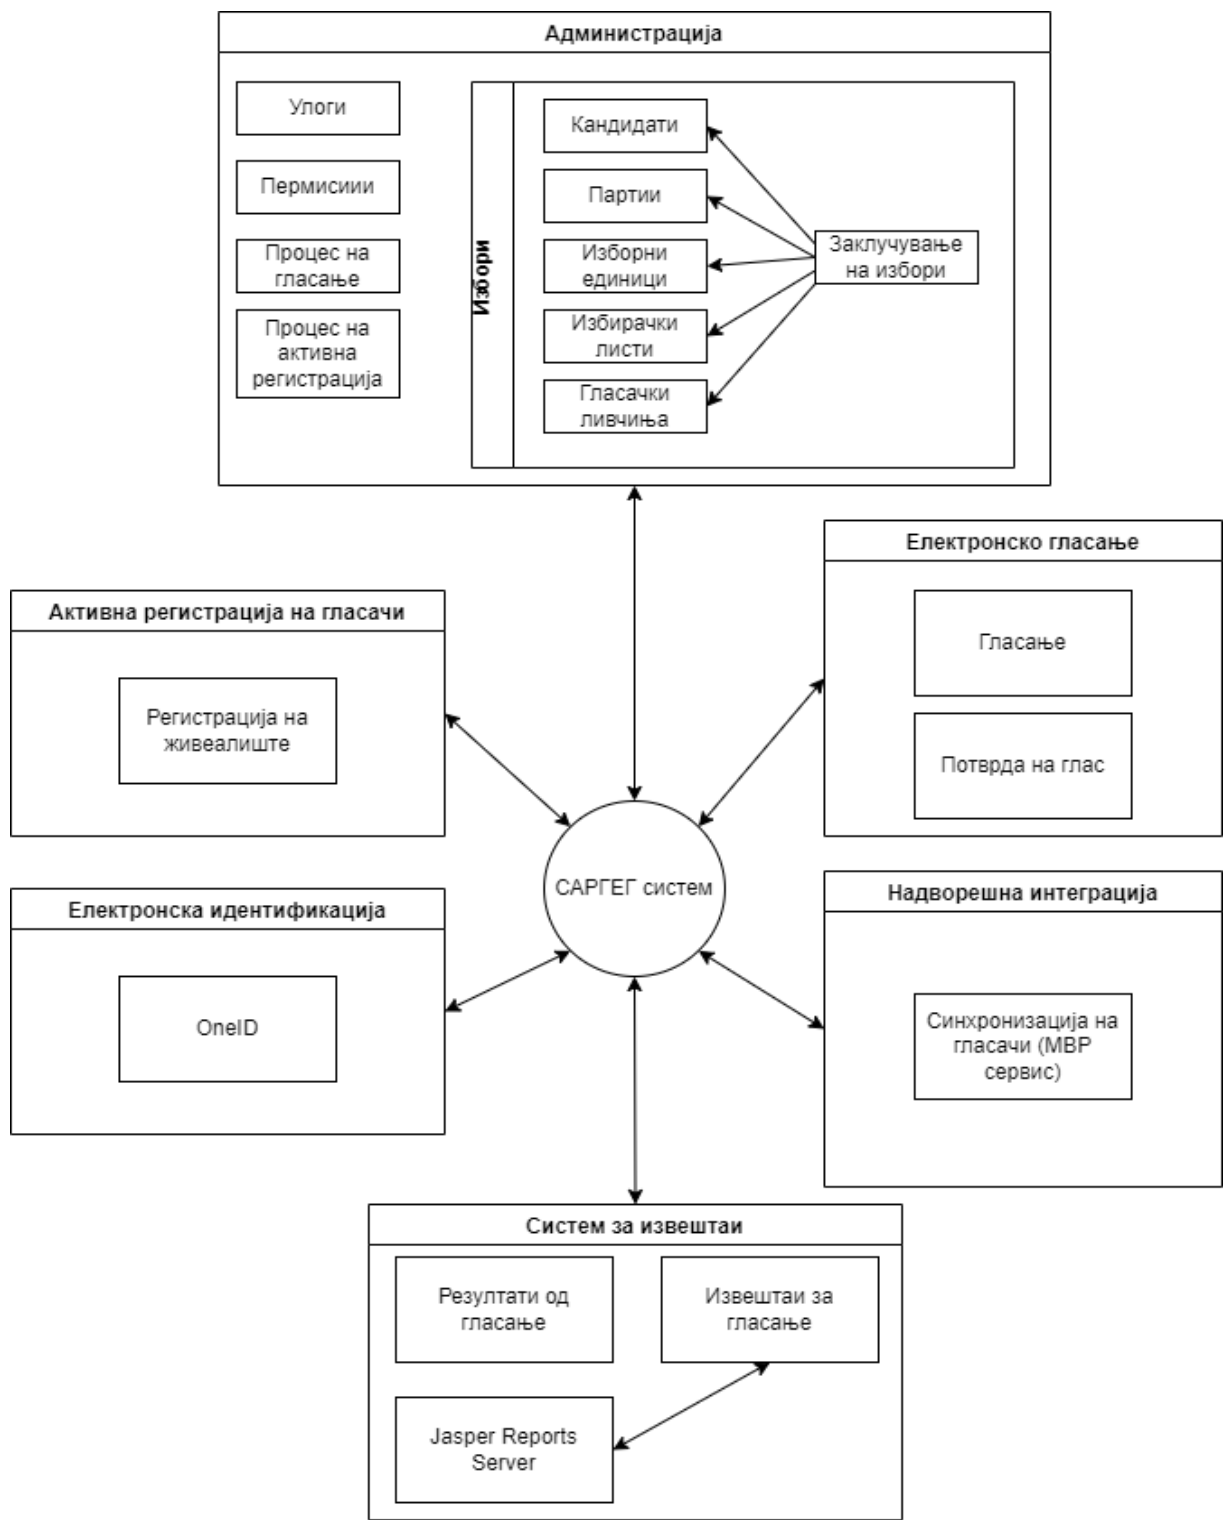 Администрација
Улоги
Пермисиии
Процес на
гласање
Процес на
активна
регистрација
Избори
Кандидати
Партии
Изборни
единици
Избирачки
листи
Гласачки
ливчиња
Заклучување
на избори
Електронско гласање
Гласање
Потврда на глас
Активна регистрација на гласачи
Регистрација на
живеалиште
САРГЕГ систем
Електронска идентификација
OneID
Надворешна интеграција
Синхронизација на
гласачи (МВР
сервис)
Систем за извештаи
Резултати од
гласање
Извештаи за
гласање
Jasper Reports
Server